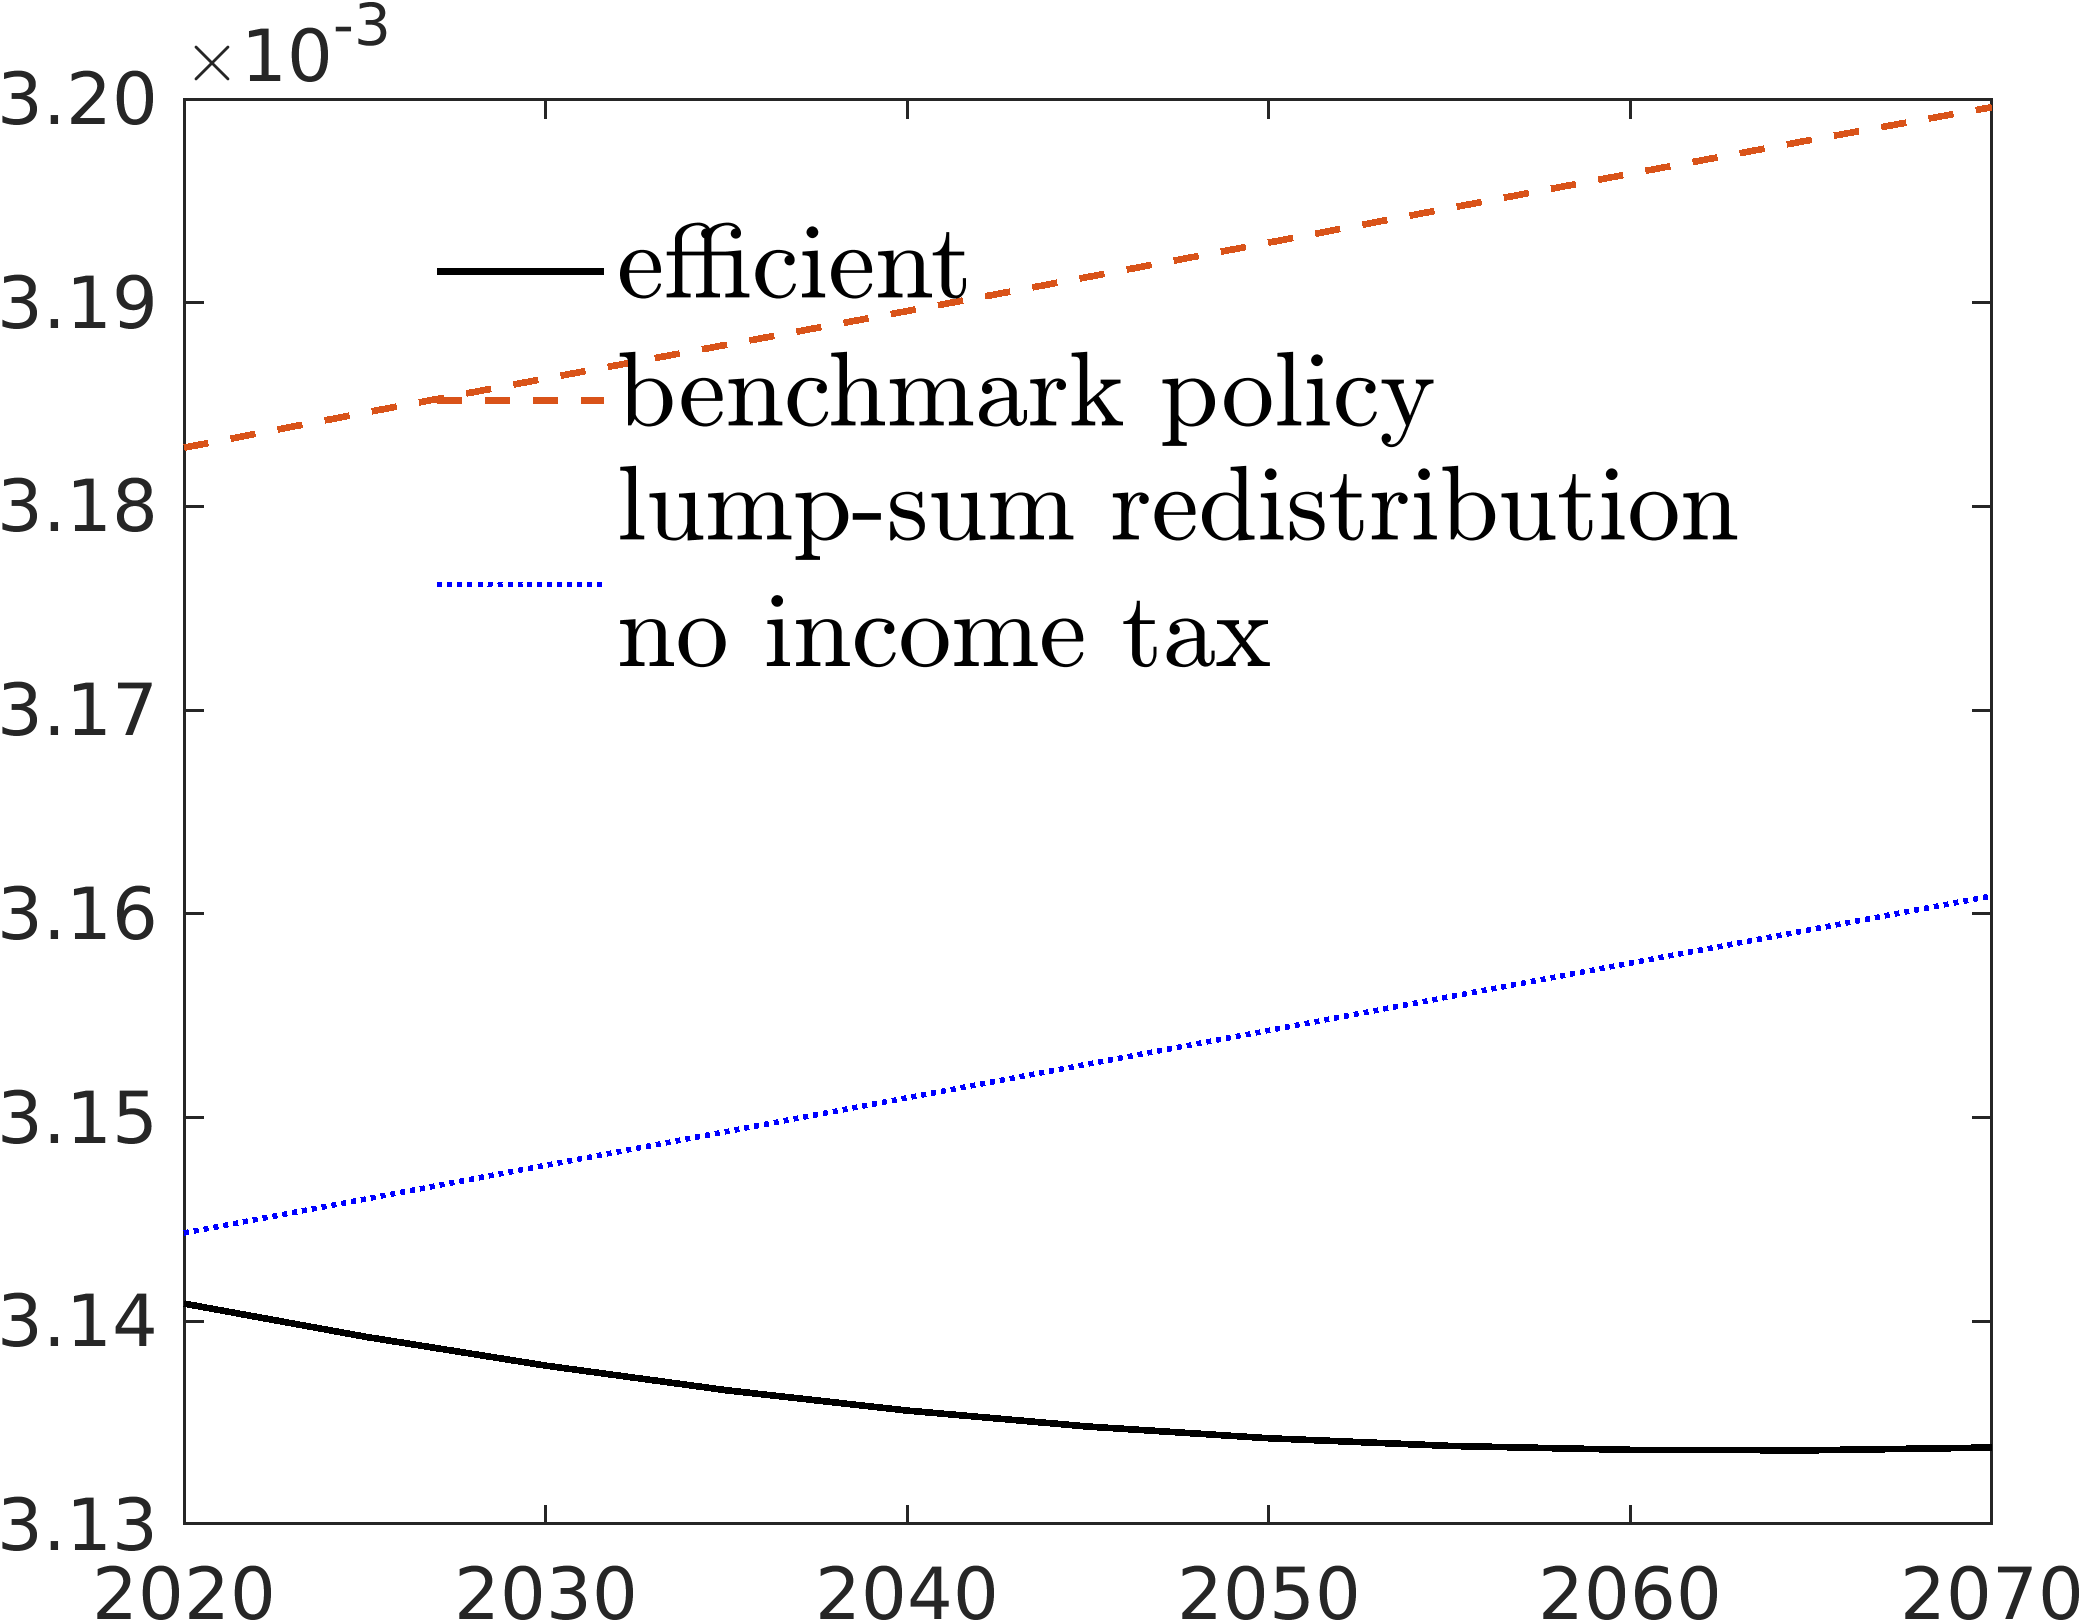 ×10-3
3.20
3.19
3.18
3.17
3.16
3.15
3.14
3.13
efficient
benchmark policy
lump-sum redistribution
no income tax
2020 2030 2040 2050 2060 2070